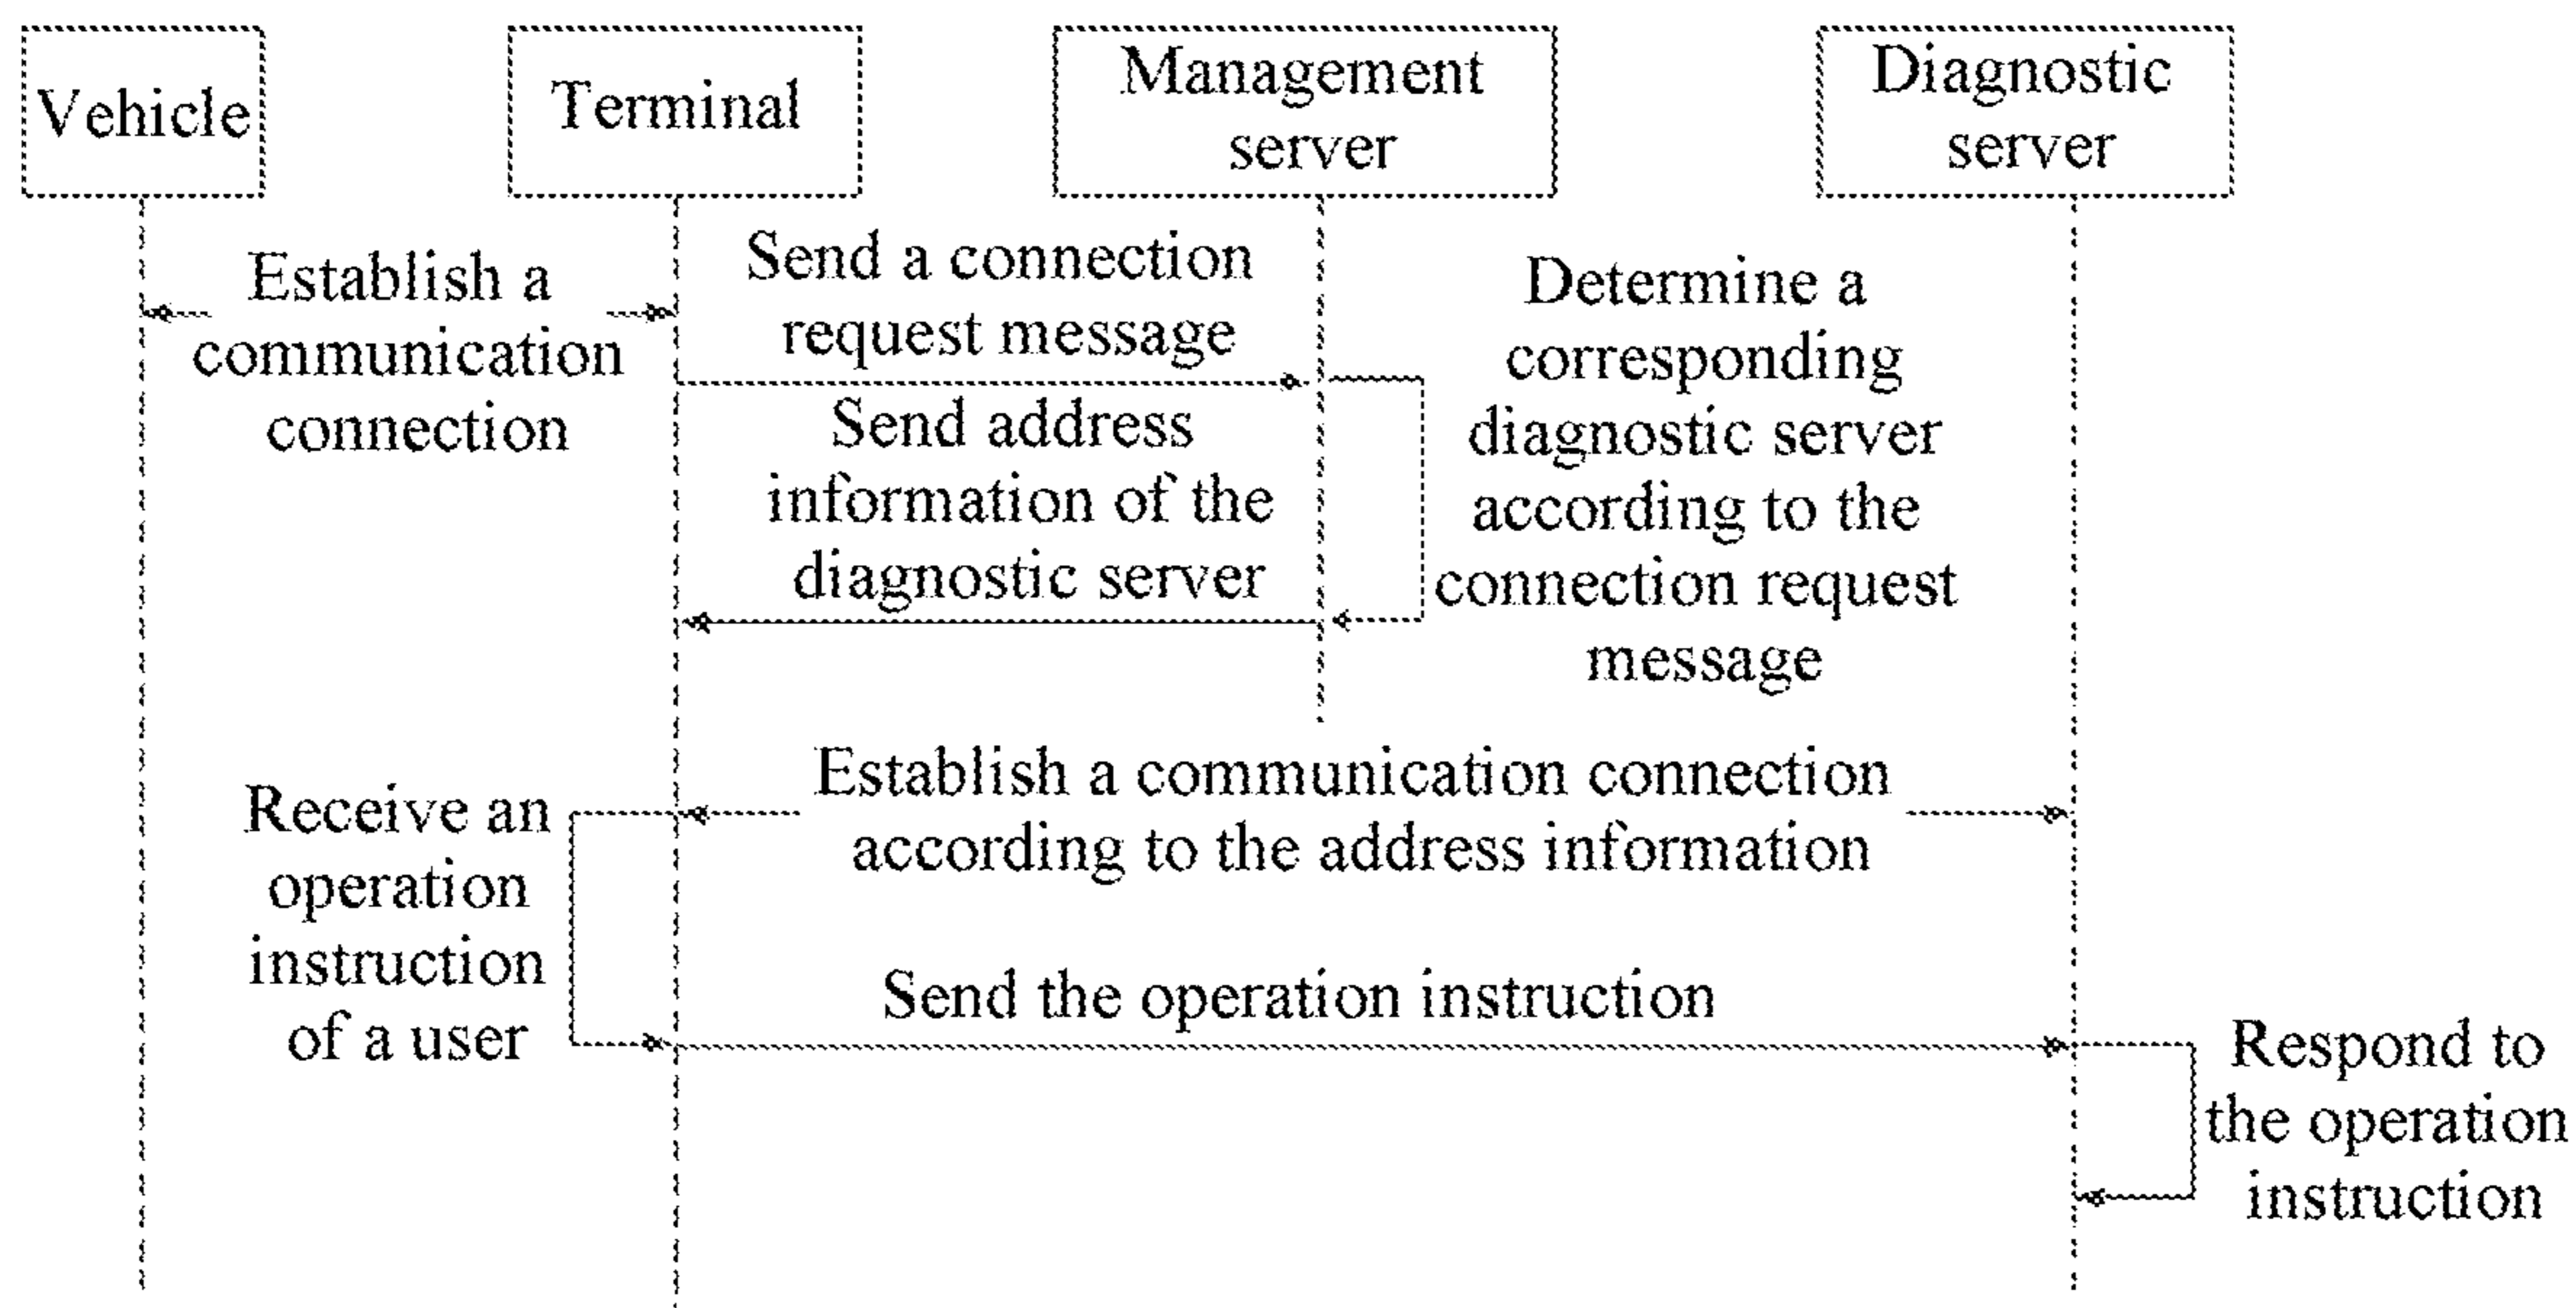 Vehicle
Terminal
Management
server
Diagnostic
server
Establish a
communication
connection
Send a connection
request message
Determine a
corresponding
diagnostic server
according to the
connection request
message
Send address
information of the
diagnostic server
Establish a communication connection
according to the address information
Receive an
operation
instruction
of a user
Send the operation instruction
Respond to
the operation
instruction